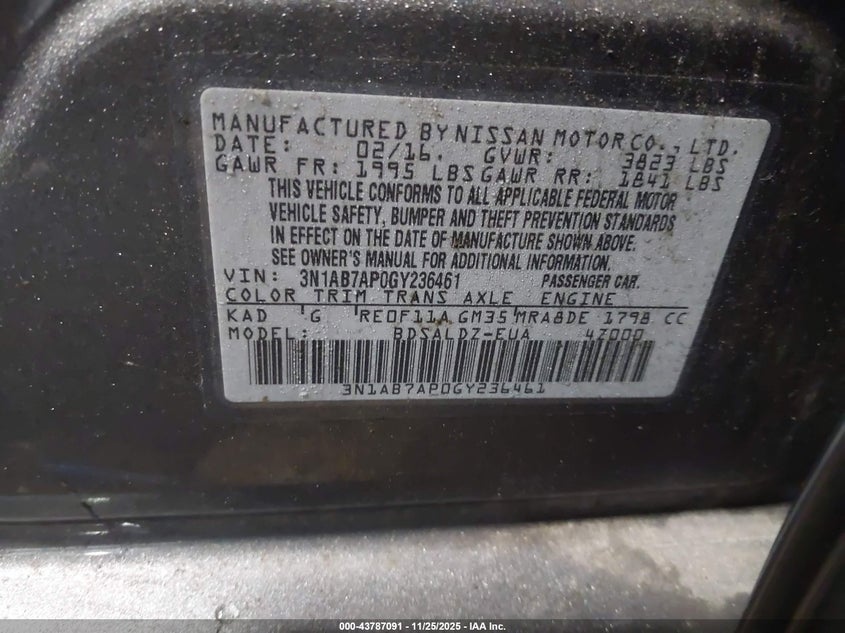 MANUFACTURED BY NISSAN MOTOR CO., LTD.
DATE: 02/16. GVWR: 3823 LBS
GAWR FR: 1995 LBS GAWR RR: 1841 LBS
THIS VEHICLE CONFORMS TO ALL APPLICABLE FEDERAL MOTOR
VEHICLE SAFETY, BUMPER AND THEFT PREVENTION STANDARDS
IN EFFECT ON THE DATE OF MANUFACTURE SHOWN ABOVE.
SEE OWNER'S MANUAL FOR ADDITIONAL INFORMATION.
VIN: 3N1AB7AP0GY236461 PASSENGER CAR.
COLOR TRIM TRANS AXLE ENGINE
KAD 'G 'RE0F11A GM35 'MRA8DE 1798 CC
MODEL: BDSALDZ-EUA 4Z000
3N1AB7AP0GY236461
000-43787091 - 11/25/2025 - IAA Inc.